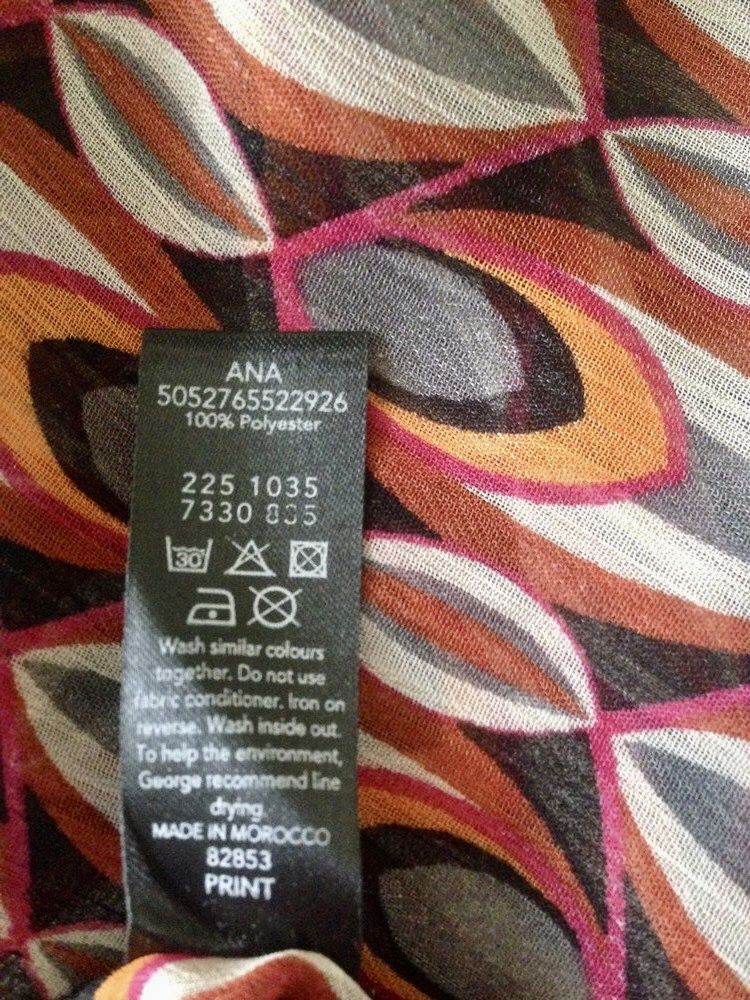 ANA
5052765522926
100% Polyester
225 1035
7330 835
30
Wash similar colours
together. Do not use
fabric conditioner. Iron on
reverse. Wash inside out.
To help the environment,
George recommend line
drying.
MADE IN MOROCCO
82853
PRINT